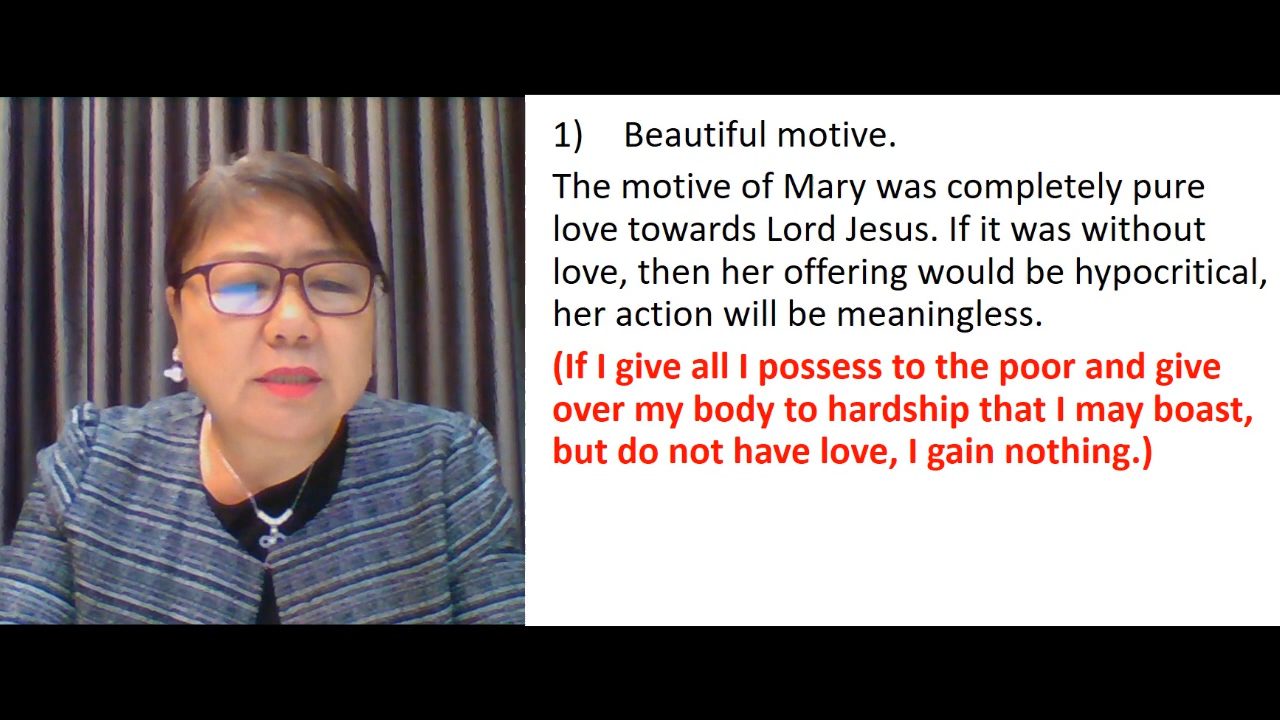 1) Beautiful motive.
The motive of Mary was completely pure
love towards Lord Jesus. If it was without
love, then her offering would be hypocritical,
her action will be meaningless.
(If I give all I possess to the poor and give
over my body to hardship that I may boast,
but do not have love, I gain nothing.)